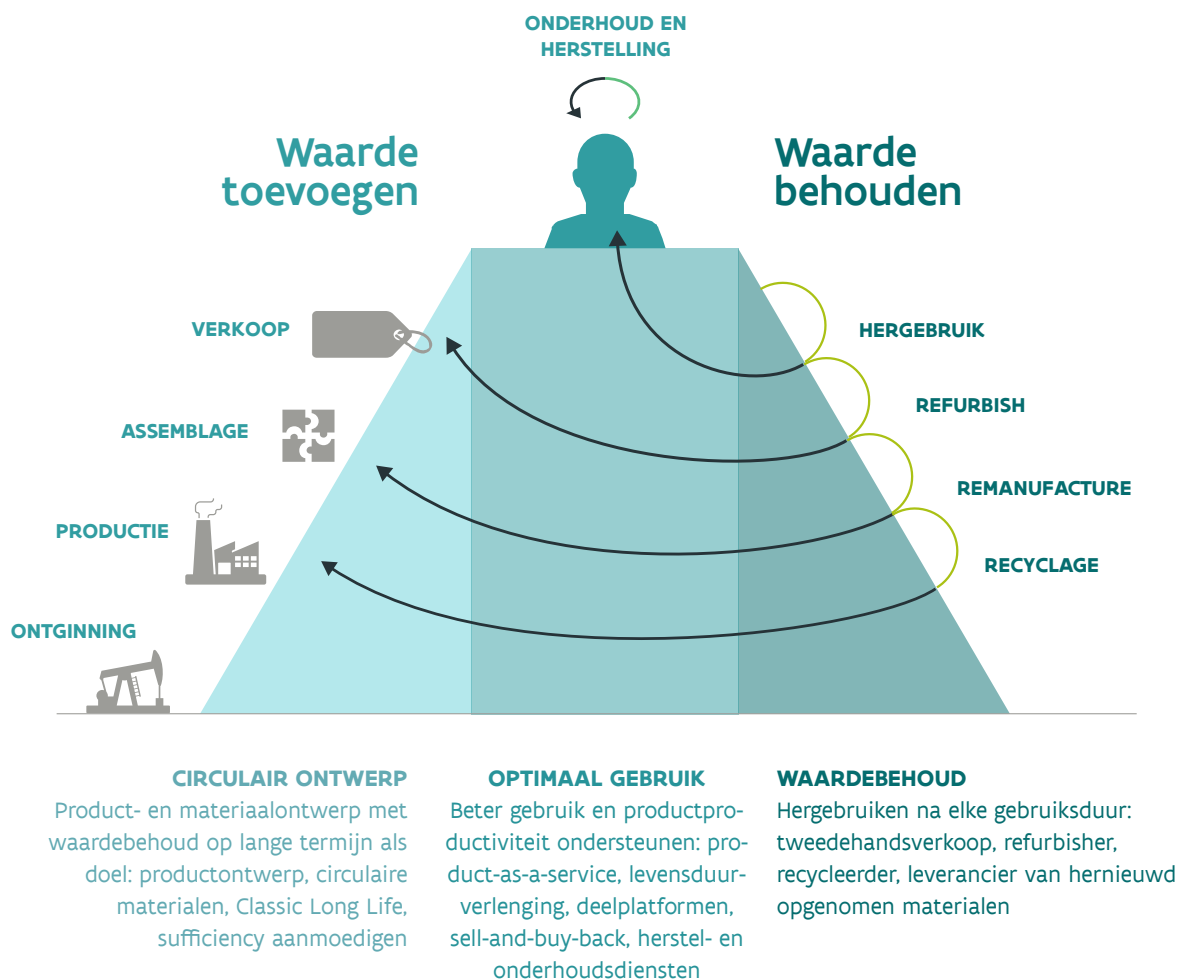 ONDERHOUD EN
HERSTELLING
Waarde
toevoegen
Waarde
behouden
VERKOOP
ASSEMBLAGE
PRODUCTIE
ONTGINNING
HERGEBRUIK
REFURBISH
REMANUFACTURE
RECYCLAGE
CIRCULAIR ONTWERP
Product- en materiaalontwerp met
waardebehoud op lange termijn als
doel: productontwerp, circulaire
materialen, Classic Long Life,
sufficiency aanmoedigen
OPTIMAAL GEBRUIK
Beter gebruik en productpro-
ductiviteit ondersteunen: pro-
duct-as-a-service, levensduur-
verlenging, deelplatformen,
sell-and-buy-back, herstel- en
onderhoudsdiensten
WAARDEBEHOUD
Hergebruiken na elke gebruiksduur:
tweedehandsverkoop, refurbisher,
recycleerder, leverancier van hernieuwd
opgenomen materialen